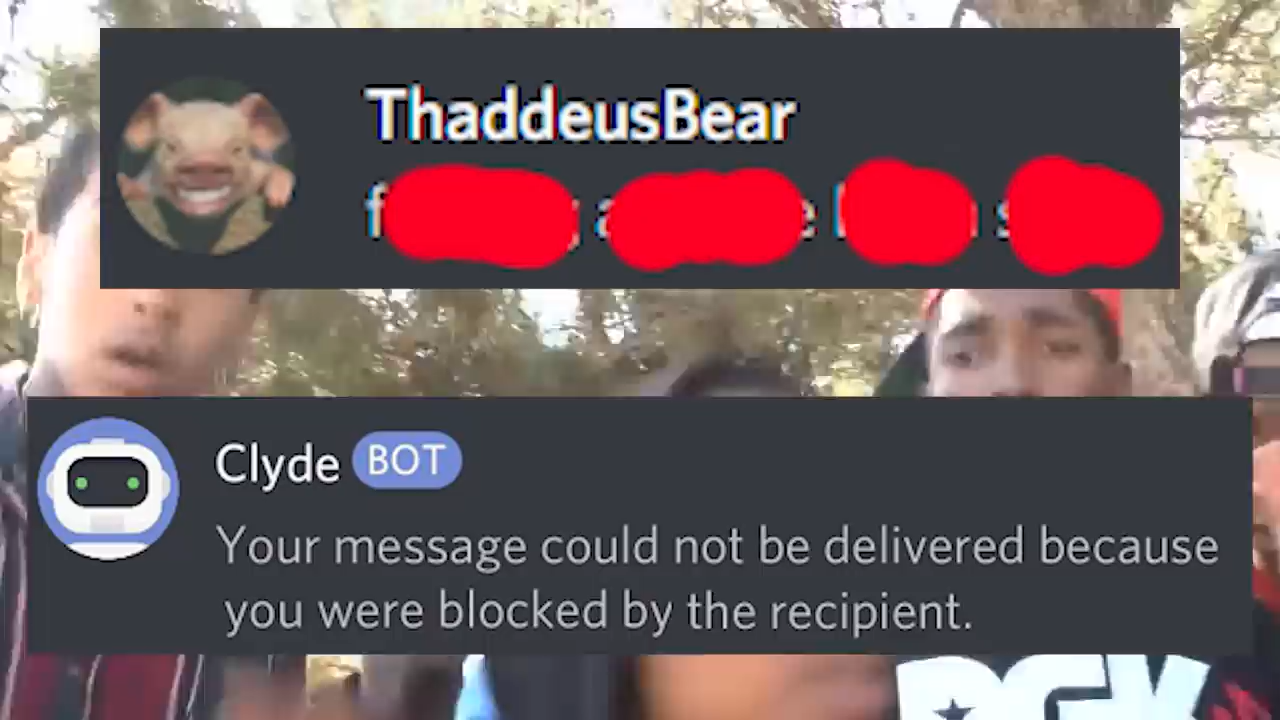 ThaddeusBear
Clyde BOT
Your message could not be delivered because
you were blocked by the recipient.